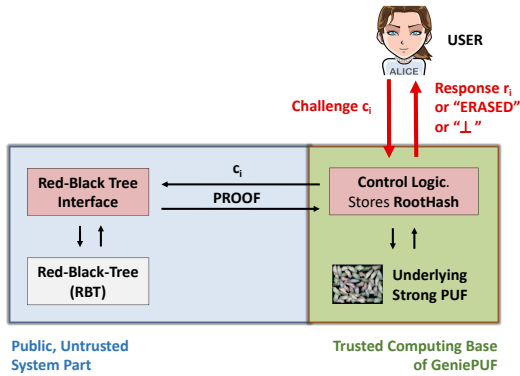 USER
ALICE
Challenge cᵢ
Response rᵢ
or “ERASED”
or “⊥”
cᵢ
PROOF
Red-Black Tree
Interface
Control Logic.
Stores RootHash
Red-Black-Tree
(RBT)
Underlying
Strong PUF
Public, Untrusted
System Part
Trusted Computing Base
of GeniePUF